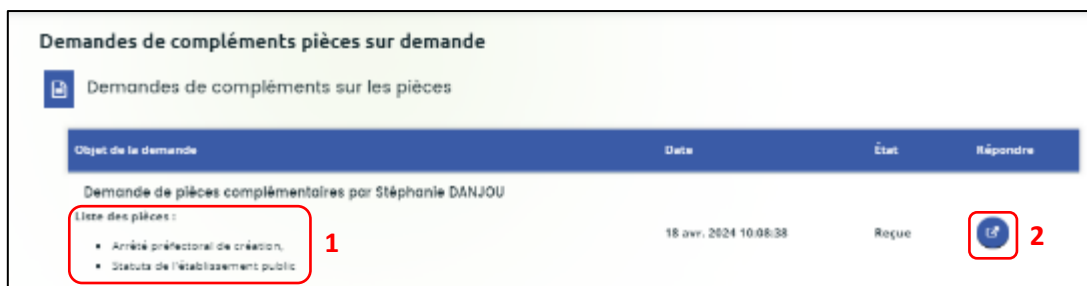 Demandes de compléments pièces sur demande
Demandes de compléments sur les pièces
Objet de la demande Date État Répondre
Demande de pièces complémentaires par Stéphanie DANJOU
Liste des pièces :
• Arrêté préfectoral de création,
1
18 avr. 2024 10:08:38 Reçue
2
• Statuts de l'établissement public